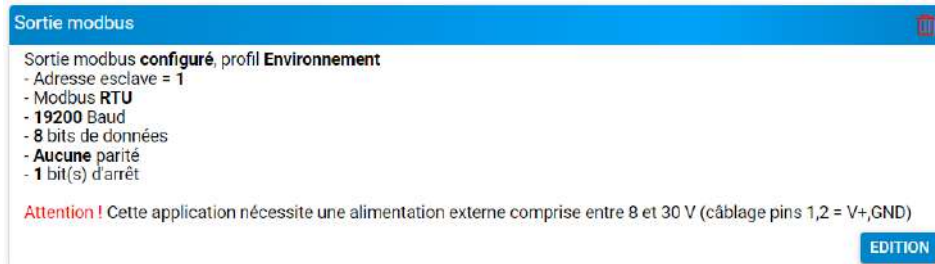 Sortie modbus
Sortie modbus configuré, profil Environnement
- Adresse esclave = 1
- Modbus RTU
- 19200 Baud
- 8 bits de données
- Aucune parité
- 1 bit(s) d'arrêt
Attention ! Cette application nécessite une alimentation externe comprise entre 8 et 30 V (câblage pins 1,2 = V+,GND)
EDITION